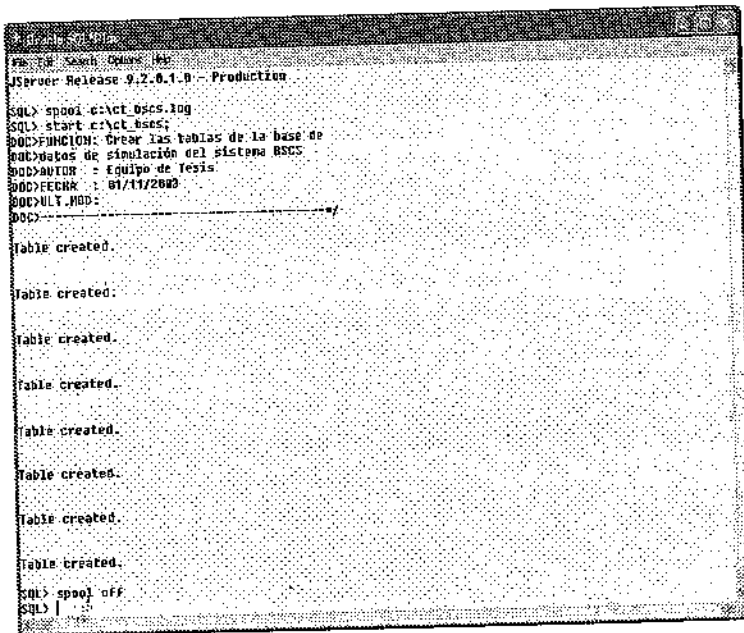 File Edit Search Options Help
JServer Release 9.2.0.1.0 - Production
SQL> spool c:\ct_bscs.log
SQL> start c:\ct_bscs;
DOC>FUNCION: Crear las tablas de la base de
DOC>datos de simulación del sistema BSCS
DOC>AUTOR : Equipo de Tesis
DOC>FECHA : 01/11/2003
DOC>ULT.MOD:
DOC>-----------------------------------------*/
Table created.
Table created.
Table created.
Table created.
Table created.
Table created.
Table created.
Table created.
SQL> spool off
SQL>